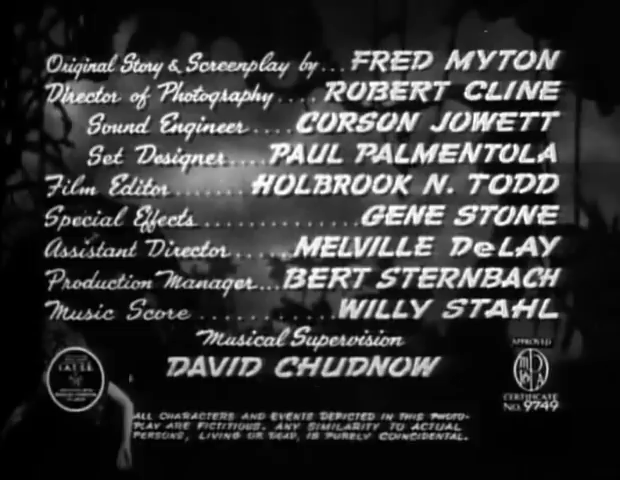 Original Story & Screenplay by... FRED MYTON
Director of Photography.... ROBERT CLINE
Sound Engineer.... CORSON JOWETT
Set Designer.... PAUL PALMENTOLA
Film Editor....... HOLBROOK N. TODD
Special Effects.............. GENE STONE
Assistant Director...... MELVILLE DeLAY
Production Manager... BERT STERNBACH
Music Score ............ WILLY STAHL
Musical Supervision
DAVID CHUDNOW
I.A.T.S.E.
APPROVED
MPPDA
CERTIFICATE
No. 9749
ALL CHARACTERS AND EVENTS DEPICTED IN THIS PHOTO-
PLAY ARE FICTITIOUS. ANY SIMILARITY TO ACTUAL
PERSONS, LIVING OR DEAD, IS PURELY COINCIDENTAL.